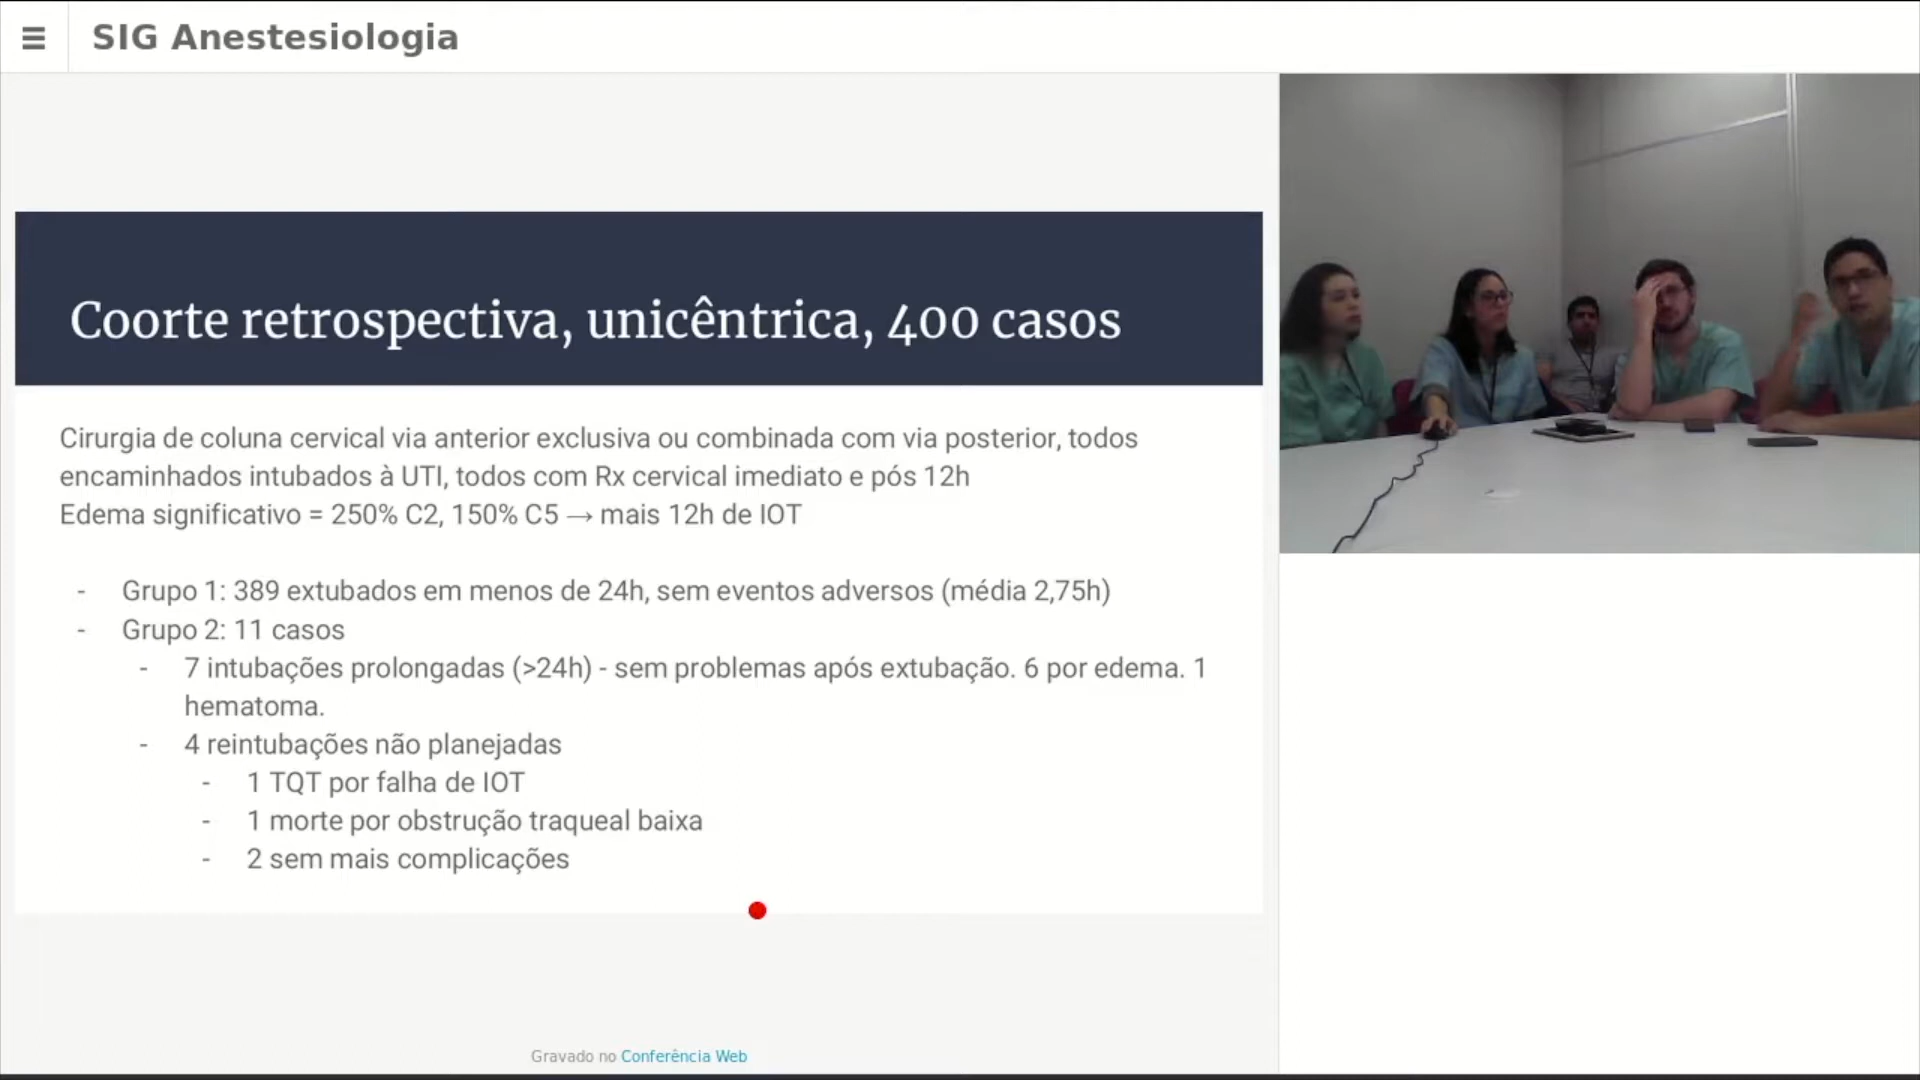 SIG Anestesiologia
Coorte retrospectiva, unicêntrica, 400 casos
Cirurgia de coluna cervical via anterior exclusiva ou combinada com via posterior, todos
encaminhados intubados à UTI, todos com Rx cervical imediato e pós 12h
Edema significativo = 250% C2, 150% C5 → mais 12h de IOT
- Grupo 1: 389 extubados em menos de 24h, sem eventos adversos (média 2,75h)
- Grupo 2: 11 casos
- 7 intubações prolongadas (>24h) - sem problemas após extubação. 6 por edema. 1
hematoma.
- 4 reintubações não planejadas
- 1 TQT por falha de IOT
- 1 morte por obstrução traqueal baixa
- 2 sem mais complicações
Gravado no Conferência Web